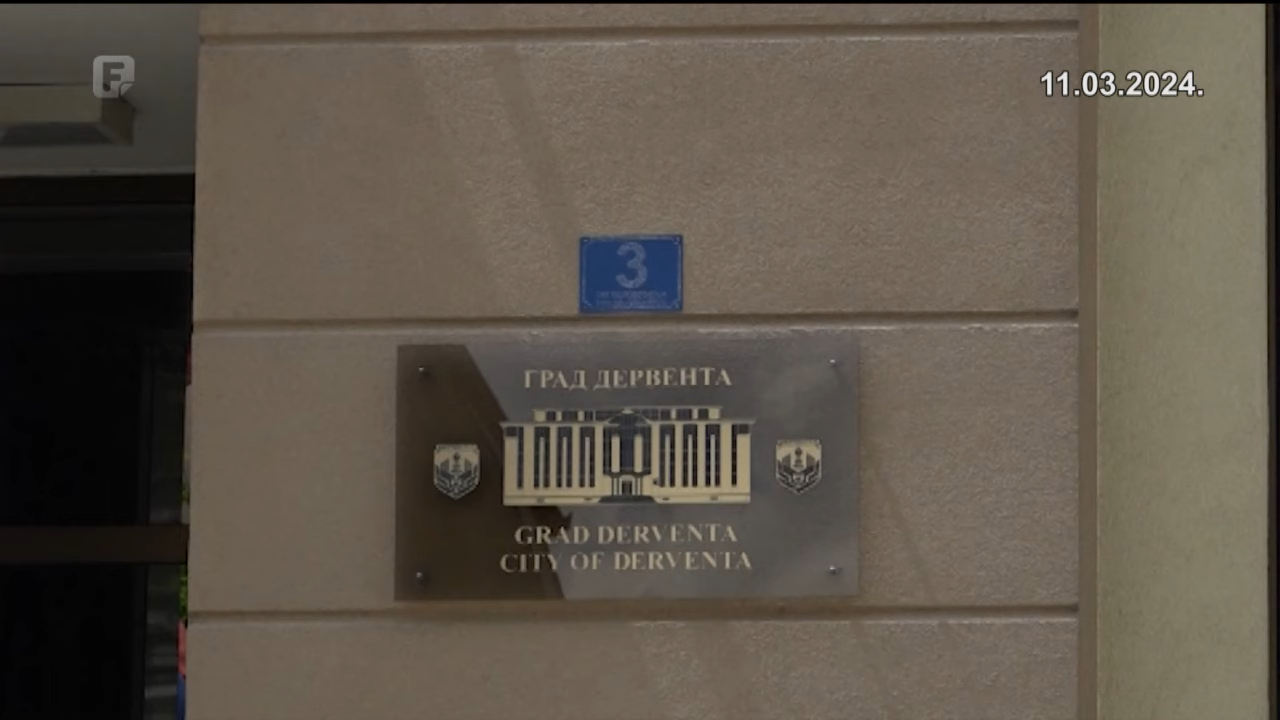 F
11.03.2024.
3
ГРАД ДЕРВЕНТА
GRAD DERVENTA
CITY OF DERVENTA